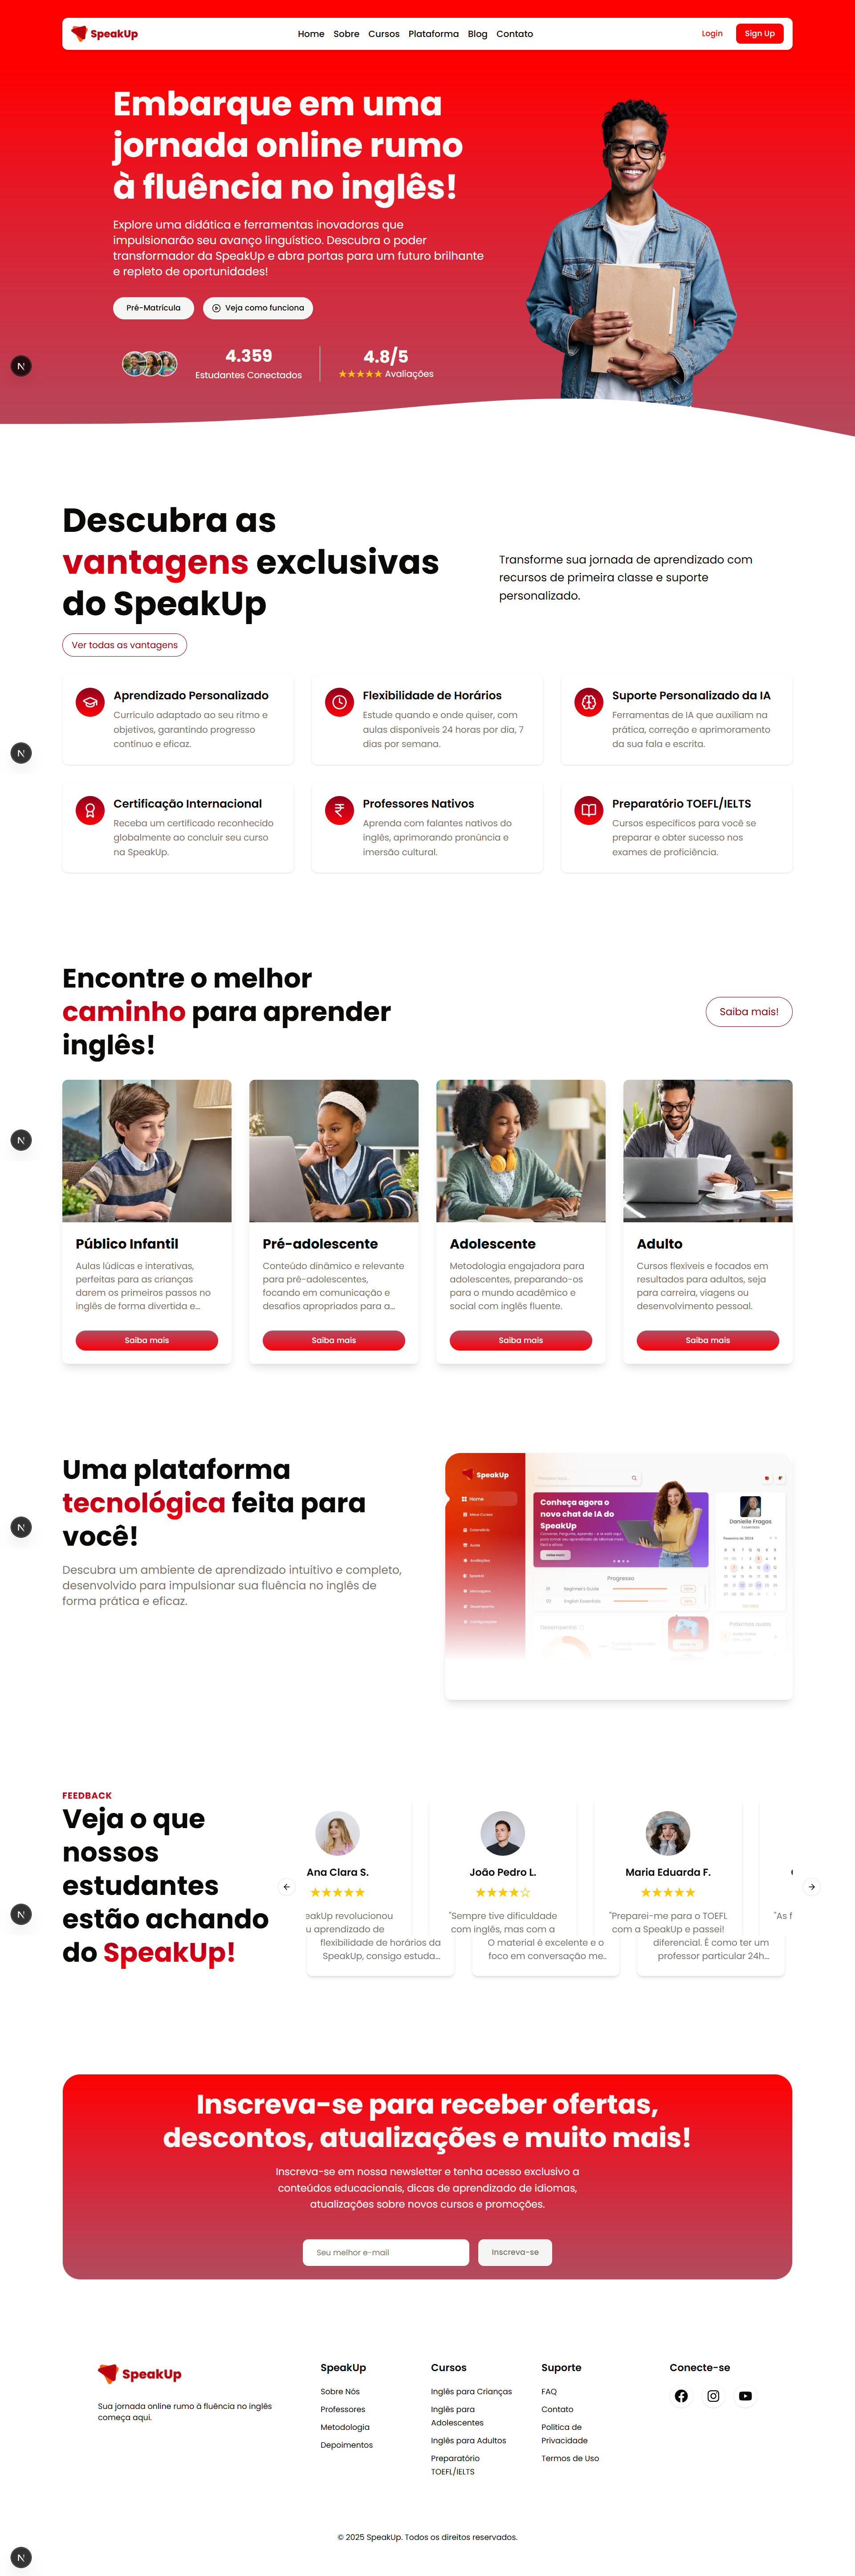 SpeakUp
Home Sobre Cursos Plataforma Blog Contato
Login
Sign Up
Embarque em uma
jornada online rumo
à fluência no inglês!
Explore uma didática e ferramentas inovadoras que
impulsionarão seu avanço linguístico. Descubra o poder
transformador da SpeakUp e abra portas para um futuro brilhante
e repleto de oportunidades!
Pré-Matrícula
Veja como funciona
4.359
Estudantes Conectados
4.8/5
★★★★★ Avaliações
N
Descubra as
vantagens exclusivas
do SpeakUp
Transforme sua jornada de aprendizado com
recursos de primeira classe e suporte
personalizado.
Ver todas as vantagens
Aprendizado Personalizado
Currículo adaptado ao seu ritmo e
objetivos, garantindo progresso
contínuo e eficaz.
Flexibilidade de Horários
Estude quando e onde quiser, com
aulas disponíveis 24 horas por dia, 7
dias por semana.
Suporte Personalizado da IA
Ferramentas de IA que auxiliam na
prática, correção e aprimoramento
da sua fala e escrita.
N
Certificação Internacional
Receba um certificado reconhecido
globalmente ao concluir seu curso
na SpeakUp.
Professores Nativos
Aprenda com falantes nativos do
inglês, aprimorando pronúncia e
imersão cultural.
Preparatório TOEFL/IELTS
Cursos específicos para você se
preparar e obter sucesso nos
exames de proficiência.
Encontre o melhor
caminho para aprender
inglês!
Saiba mais!
N
Público Infantil
Aulas lúdicas e interativas,
perfeitas para as crianças
darem os primeiros passos no
inglês de forma divertida e...
Saiba mais
Pré-adolescente
Conteúdo dinâmico e relevante
para pré-adolescentes,
focando em comunicação e
desafios apropriados para a...
Saiba mais
Adolescente
Metodologia engajadora para
adolescentes, preparando-os
para o mundo acadêmico e
social com inglês fluente.
Saiba mais
Adulto
Cursos flexíveis e focados em
resultados para adultos, seja
para carreira, viagens ou
desenvolvimento pessoal.
Saiba mais
Uma plataforma
tecnológica feita para
você!
Descubra um ambiente de aprendizado intuitivo e completo,
desenvolvido para impulsionar sua fluência no inglês de
forma prática e eficaz.
N
SpeakUp
Home
Meus Cursos
Calendário
Aulas
Avaliações
SpeakAI
Mensagens
Desempenho
Configurações
Conheça agora o
novo chat de IA do
SpeakUp
Danielle Fragas
Progresso
Beginner's Guide
English Essentials
Desempenho
Próximas aulas
FEEDBACK
Veja o que
nossos
estudantes
estão achando
do SpeakUp!
N
Ana Clara S.
★★★★★
eakUp revolucionou
u aprendizado de
flexibilidade de horários da
SpeakUp, consigo estuda...
João Pedro L.
★★★★☆
"Sempre tive dificuldade
com inglês, mas com a
O material é excelente e o
foco em conversação me..
Maria Eduarda F.
★★★★★
"Preparei-me para o TOEFL
com a SpeakUp e passei!
diferencial. É como ter um
professor particular 24h...
"As f
Inscreva-se para receber ofertas,
descontos, atualizações e muito mais!
Inscreva-se em nossa newsletter e tenha acesso exclusivo a
conteúdos educacionais, dicas de aprendizado de idiomas,
atualizações sobre novos cursos e promoções.
Seu melhor e-mail
Inscreva-se
SpeakUp
Sua jornada online rumo à fluência no inglês
começa aqui.
SpeakUp
Sobre Nós
Professores
Metodologia
Depoimentos
Cursos
Inglês para Crianças
Inglês para
Adolescentes
Inglês para Adultos
Preparatório
TOEFL/IELTS
Suporte
FAQ
Contato
Política de
Privacidade
Termos de Uso
Conecte-se
© 2025 SpeakUp. Todos os direitos reservados.
N